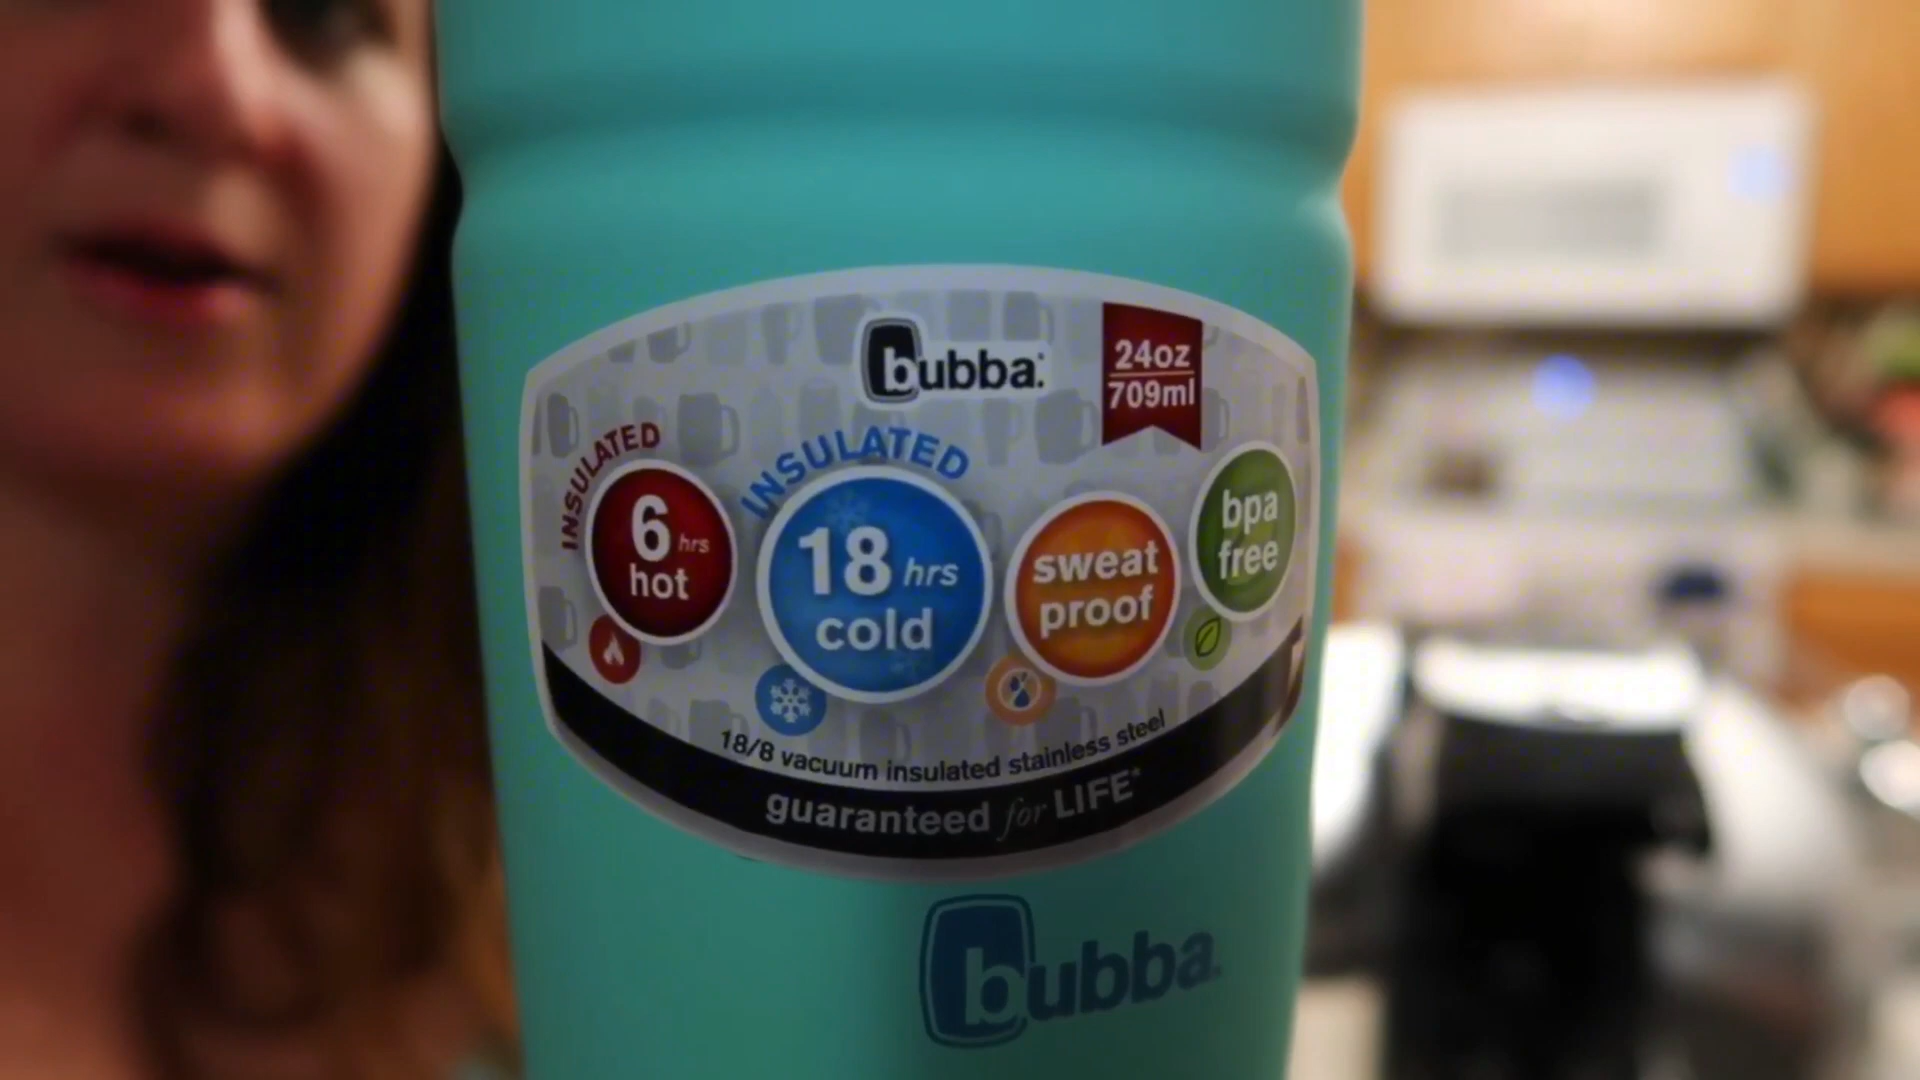 bubba.
24oz
709ml
INSULATED
6 hrs
hot
INSULATED
18 hrs
cold
sweat
proof
bpa
free
18/8 vacuum insulated stainless steel
guaranteed for LIFE*
bubba.